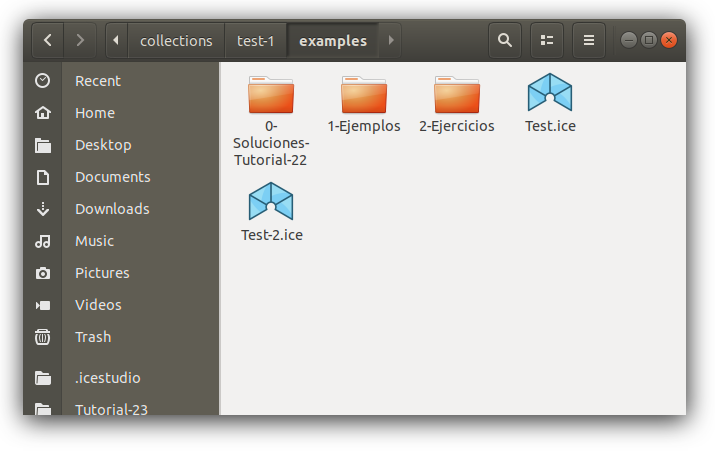 collections test-1 examples
Recent
Home
Desktop
Documents
Downloads
Music
Pictures
Videos
Trash
.icestudio
Tutorial-23
0-
Soluciones-
Tutorial-22
1-Ejemplos
2-Ejercicios
Test.ice
Test-2.ice